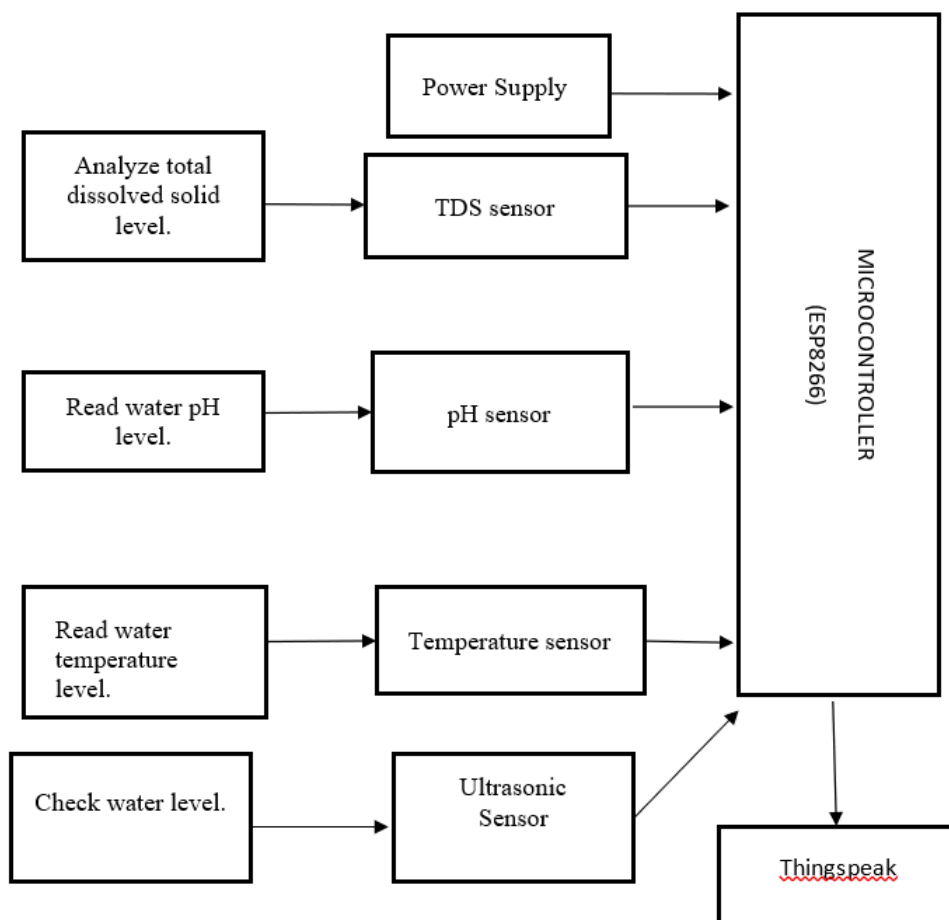 Power Supply
Analyze total
dissolved solid
level.
TDS sensor
MICROCONTROLLER
(ESP8266)
Read water pH
level.
pH sensor
Read water
temperature
level.
Temperature sensor
Check water level.
Ultrasonic
Sensor
Thingspeak